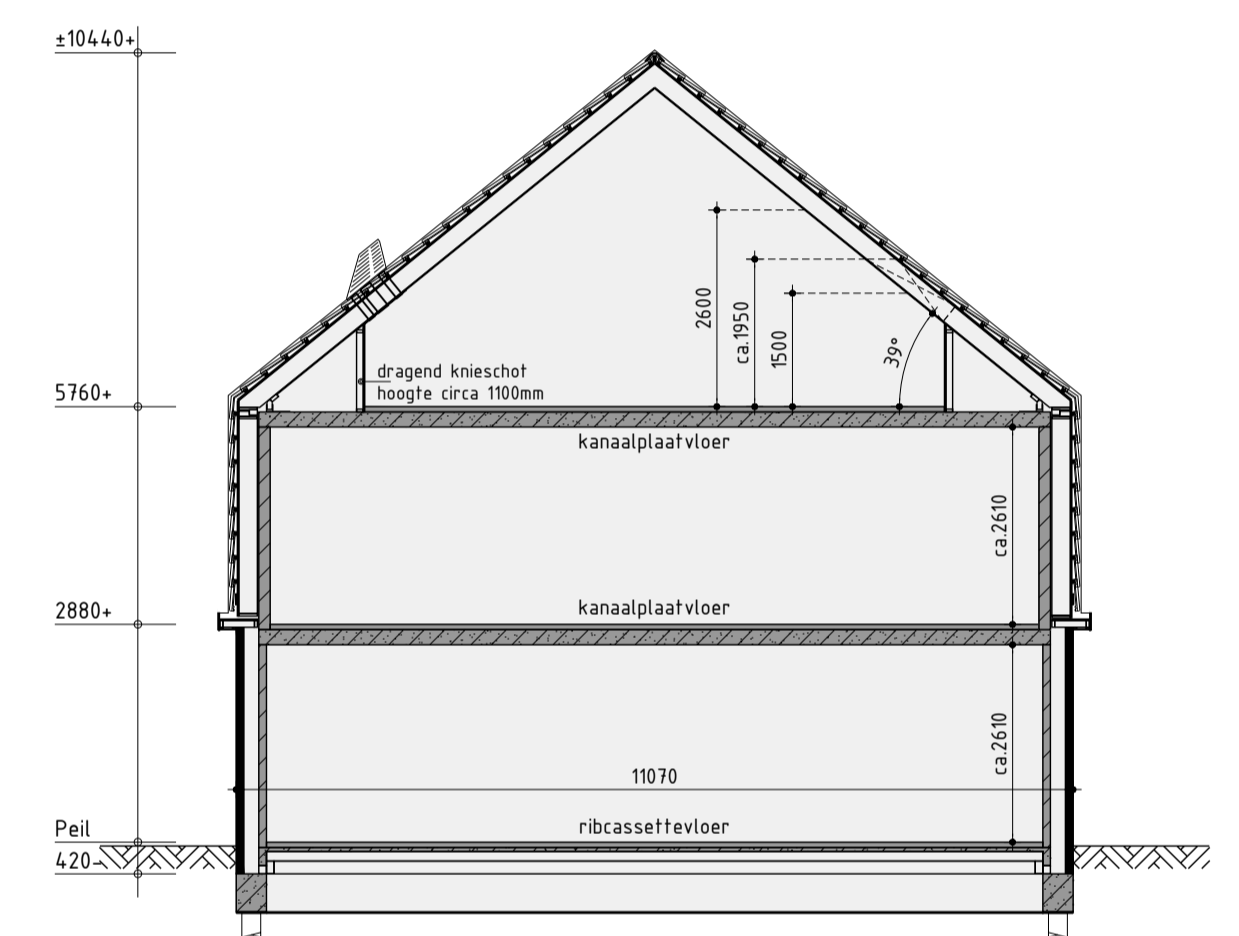 ±10440+
2600
ca.1950
1500
39°
dragend knieschot
hoogte circa 1100mm
5760+
kanaalplaatvloer
ca.2610
kanaalplaatvloer
2880+
ca.2610
11070
ribcassettevloer
Peil
420-